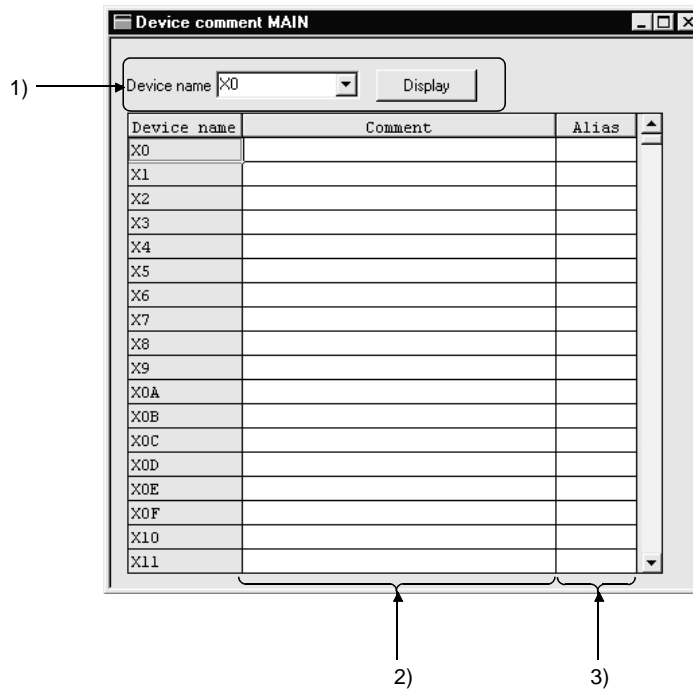 Device comment MAIN
1)
Device name X0 Display
Device name Comment Alias
X0
X1
X2
X3
X4
X5
X6
X7
X8
X9
X0A
X0B
X0C
X0D
X0E
X0F
X10
X11
2) 3)